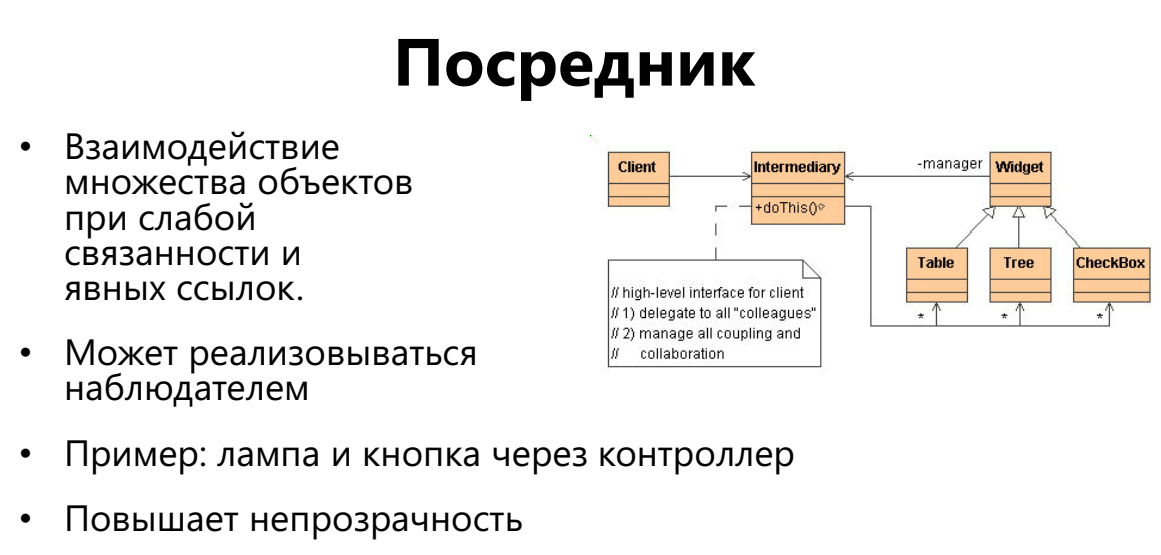 Посредник
• Взаимодействие
множества объектов
при слабой
связанности и
явных ссылок.
• Может реализовываться
наблюдателем
• Пример: лампа и кнопка через контроллер
• Повышает непрозрачность
Client
Intermediary
+doThis()
-manager
Widget
Table
Tree
CheckBox
* * *
// high-level interface for client
// 1) delegate to all "colleagues"
// 2) manage all coupling and
// collaboration